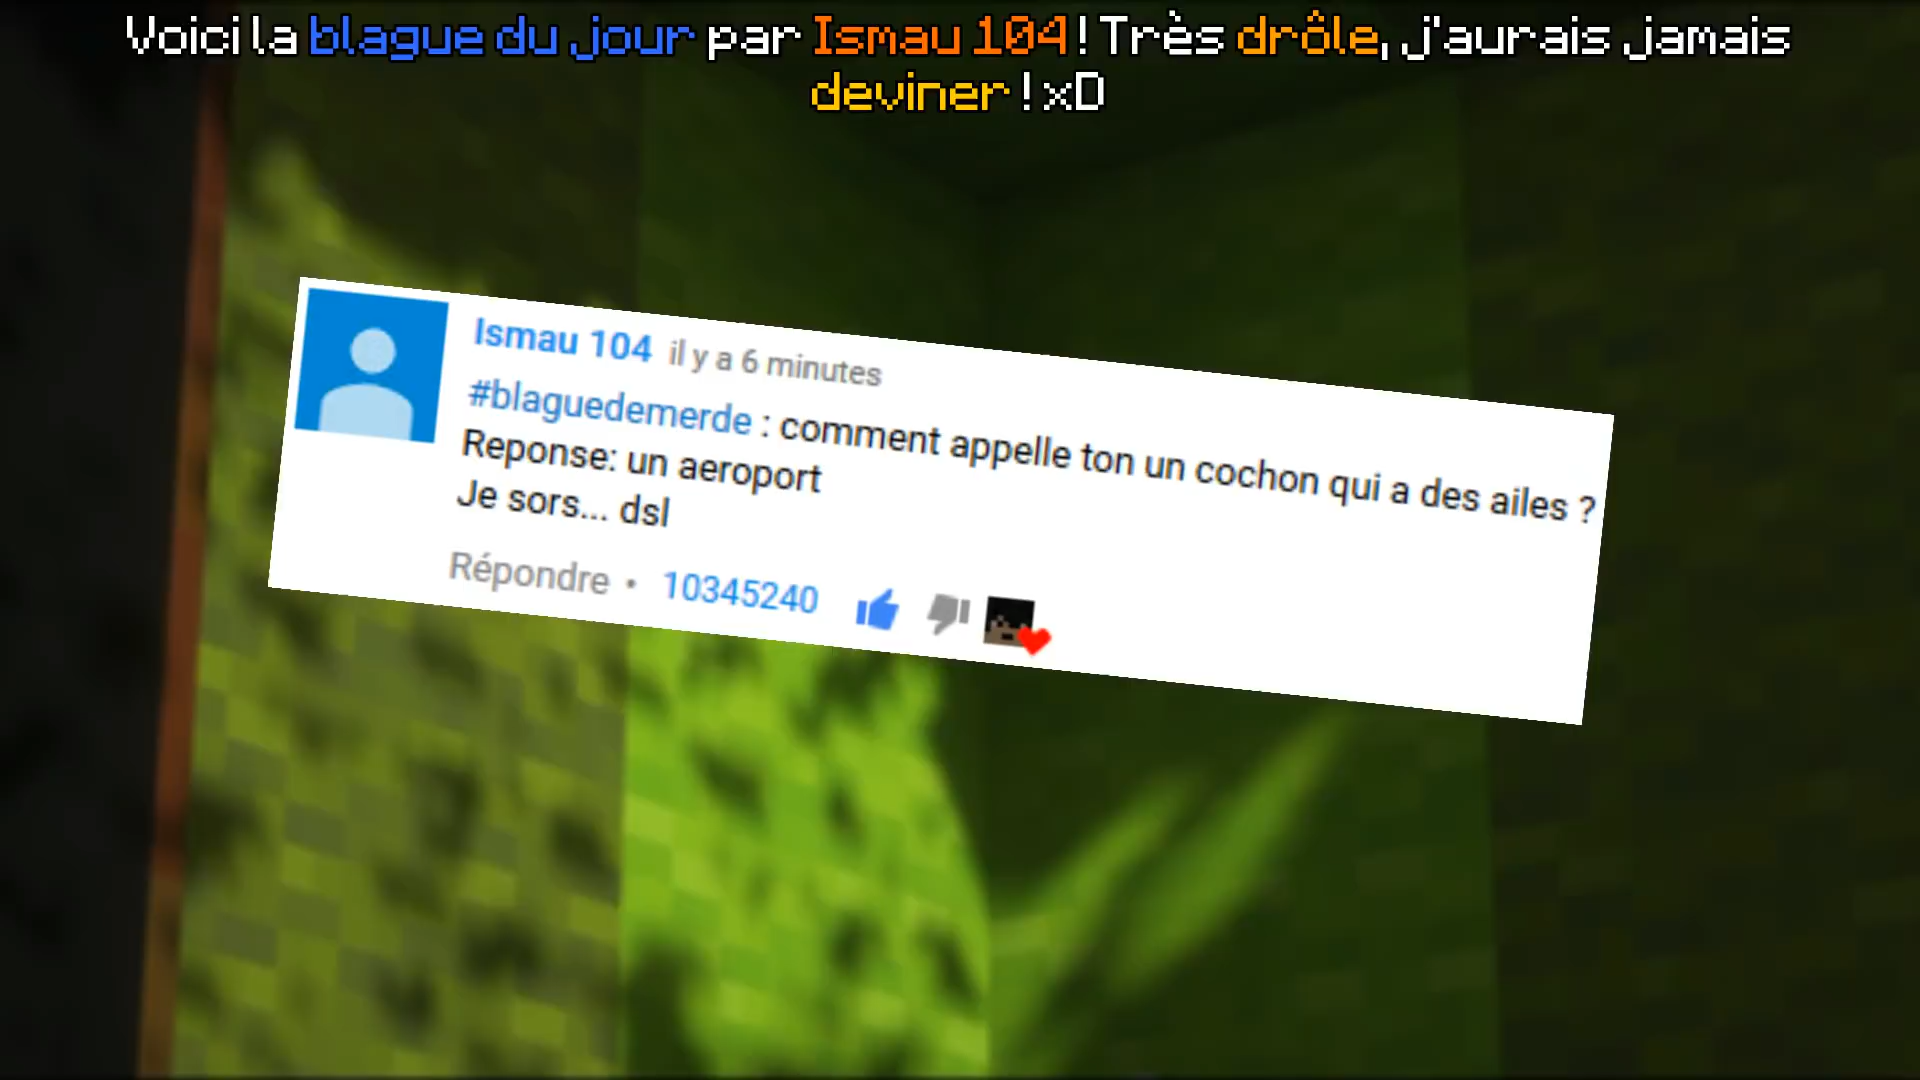 Voici la blague du jour par Ismau 104! Très drôle, j'aurais jamais
deviner ! xD
Ismau 104 il y a 6 minutes
#blaguedemerde : comment appelle ton un cochon qui a des ailes ?
Reponse: un aeroport
Je sors... dsl
Répondre • 10345240